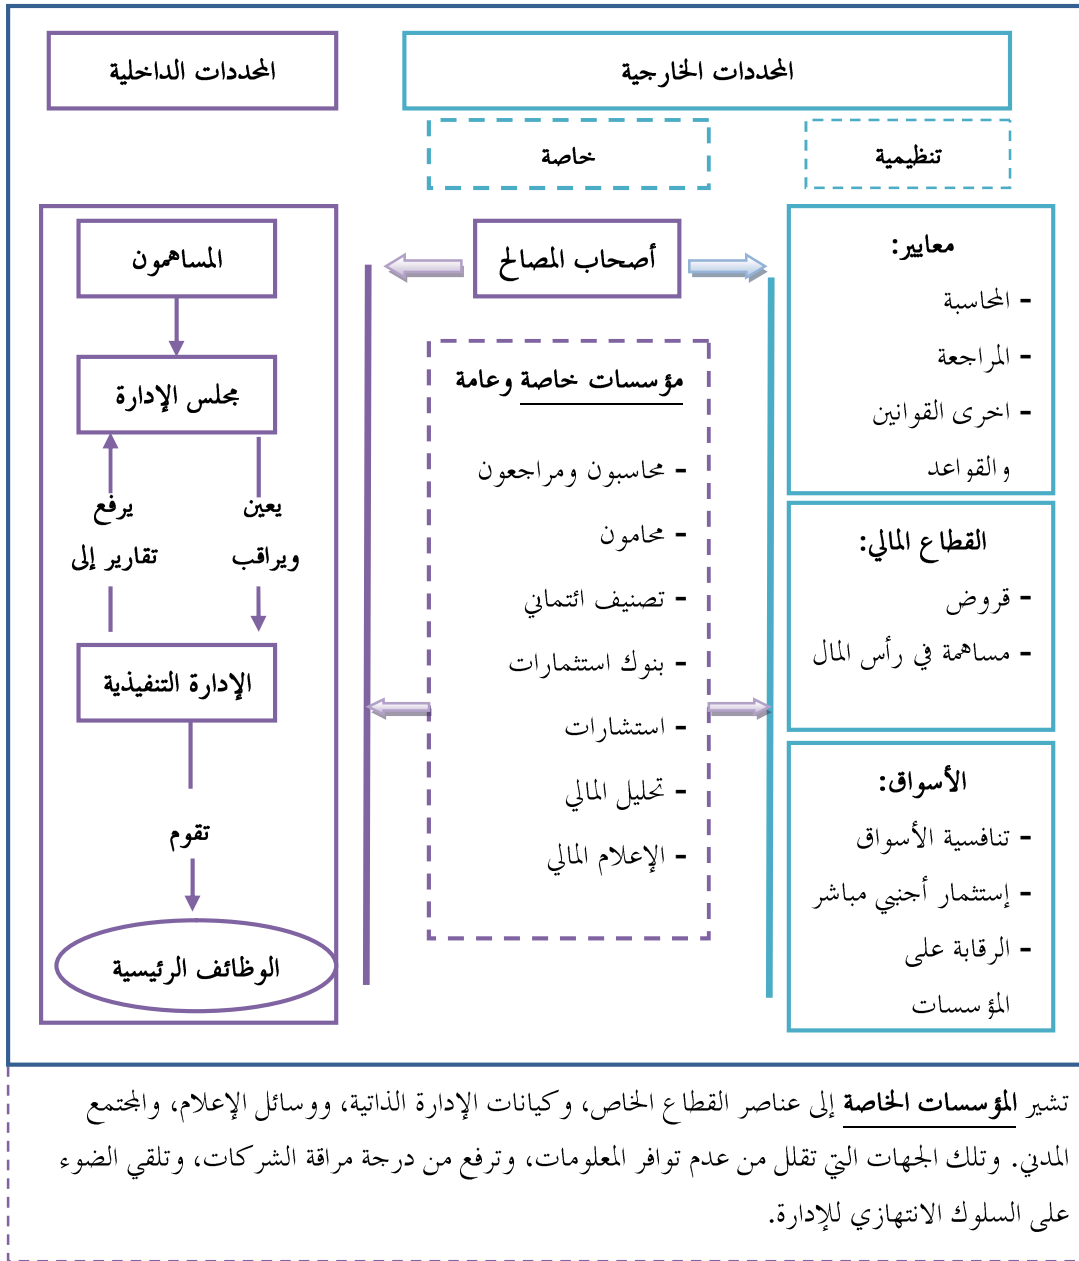 المحددات الخارجية
المحددات الداخلية
تنظيمية
خاصة
معايير:
- المحاسبة
- المراجعة
- اخرى القوانين
والقواعد
القطاع المالي:
- قروض
- مساهمة في رأس المال
الأسواق:
- تنافسية الأسواق
- إستثمار أجنبي مباشر
- الرقابة على
المؤسسات
أصحاب المصالح
مؤسسات خاصة وعامة
- محاسبون ومراجعون
- محامون
- تصنيف ائتماني
- بنوك استثمارات
- استشارات
- تحليل المالي
- الإعلام المالي
المساهمون
مجلس الإدارة
يعين
ويراقب
يرفع
تقارير إلى
الإدارة التنفيذية
تقوم
الوظائف الرئيسية
تشير المؤسسات الخاصة إلى عناصر القطاع الخاص، وكيانات الإدارة الذاتية، ووسائل الإعلام، والمجتمع
المدني. وتلك الجهات التي تقلل من عدم توافر المعلومات، وترفع من درجة مراقة الشركات، وتلقي الضوء
على السلوك الانتهازي للإدارة.